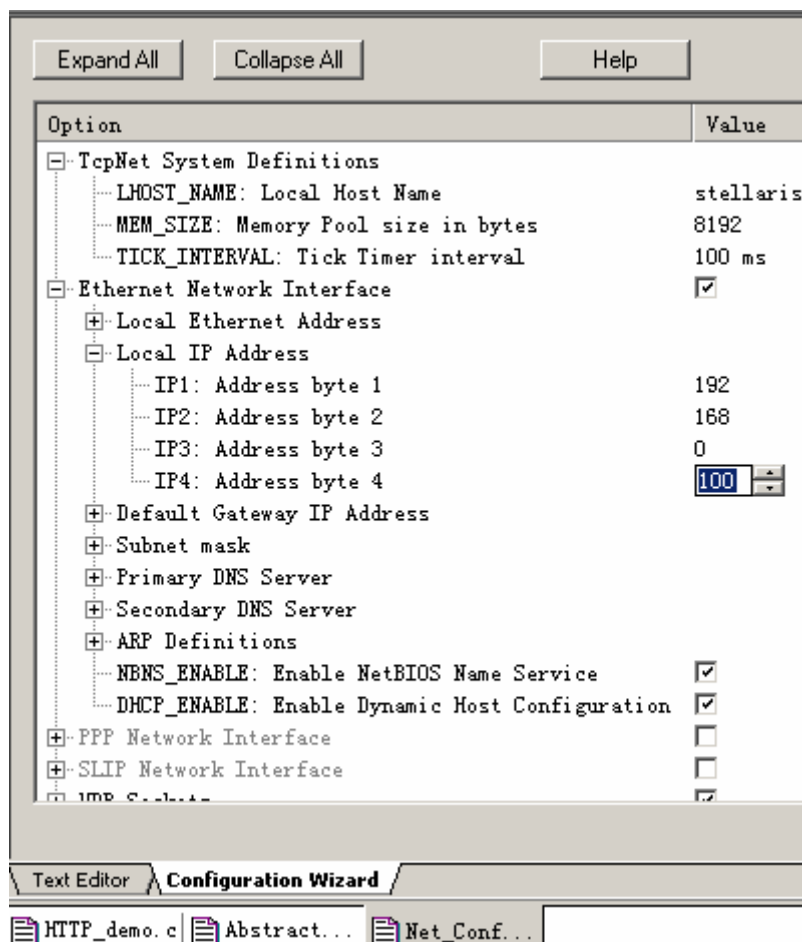 Expand All Collapse All Help
Option Value
TcpNet System Definitions
LHOST_NAME: Local Host Name stellaris
MEM_SIZE: Memory Pool size in bytes 8192
TICK_INTERVAL: Tick Timer interval 100 ms
Ethernet Network Interface
Local Ethernet Address
Local IP Address
IP1: Address byte 1 192
IP2: Address byte 2 168
IP3: Address byte 3 0
IP4: Address byte 4 100
Default Gateway IP Address
Subnet mask
Primary DNS Server
Secondary DNS Server
ARP Definitions
NBNS_ENABLE: Enable NetBIOS Name Service
DHCP_ENABLE: Enable Dynamic Host Configuration
PPP Network Interface
SLIP Network Interface
UDP Sockets
Text Editor Configuration Wizard
HTTP_demo.c Abstract... Net_Conf...